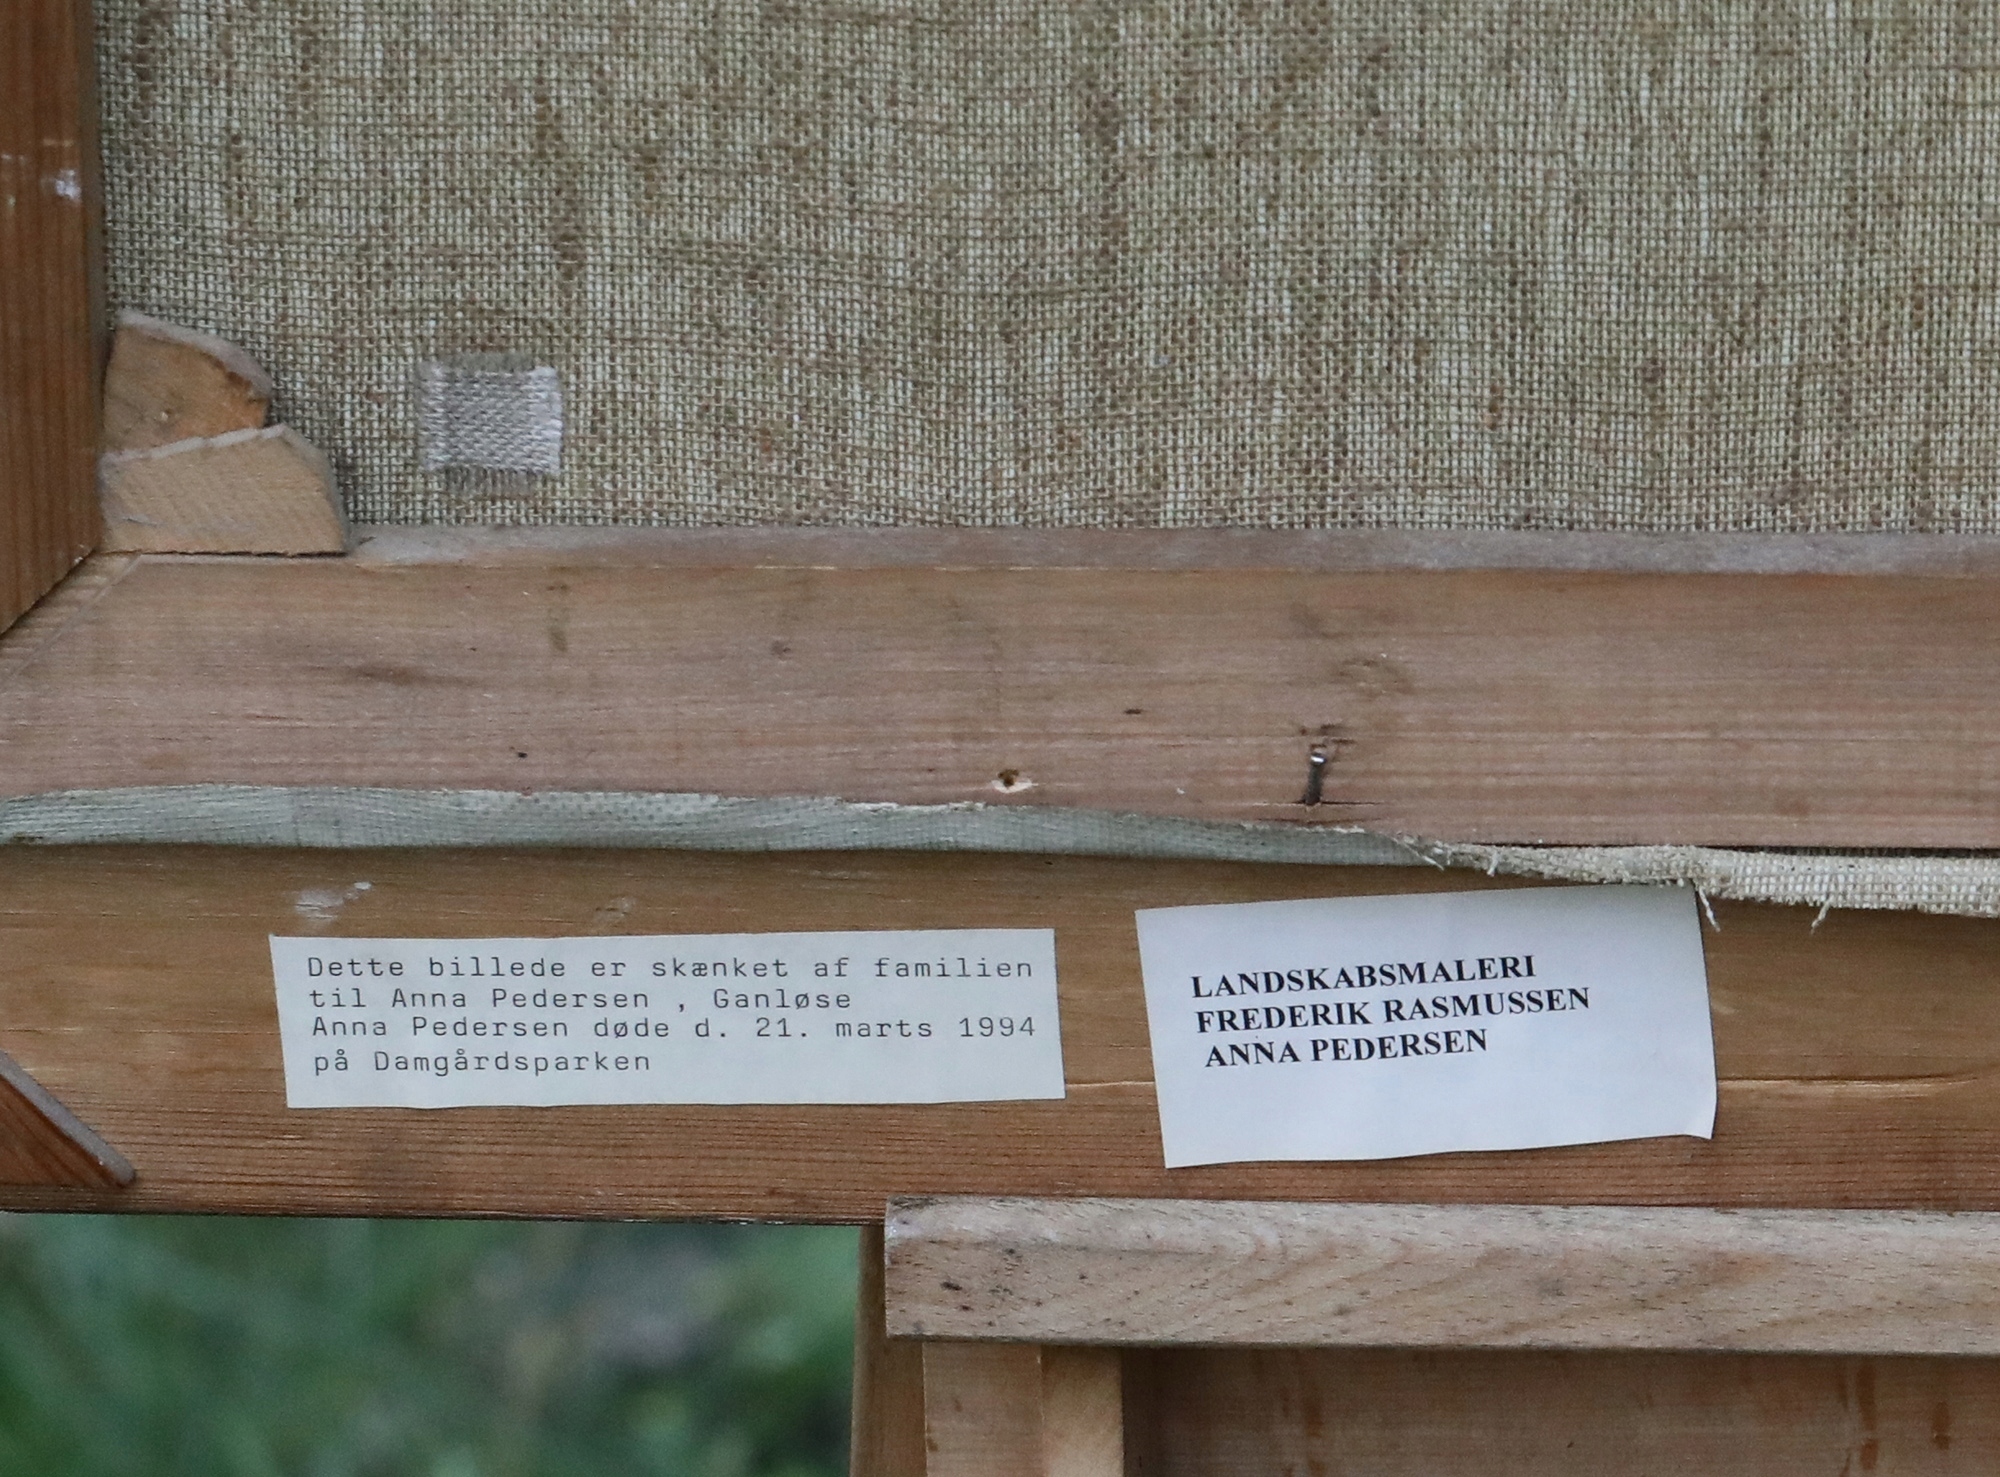 Dette billede er skænket af familien
til Anna Pedersen , Ganløse
Anna Pedersen døde d. 21. marts 1994
på Damgårdsparken
LANDSKABSMALERI
FREDERIK RASMUSSEN
ANNA PEDERSEN